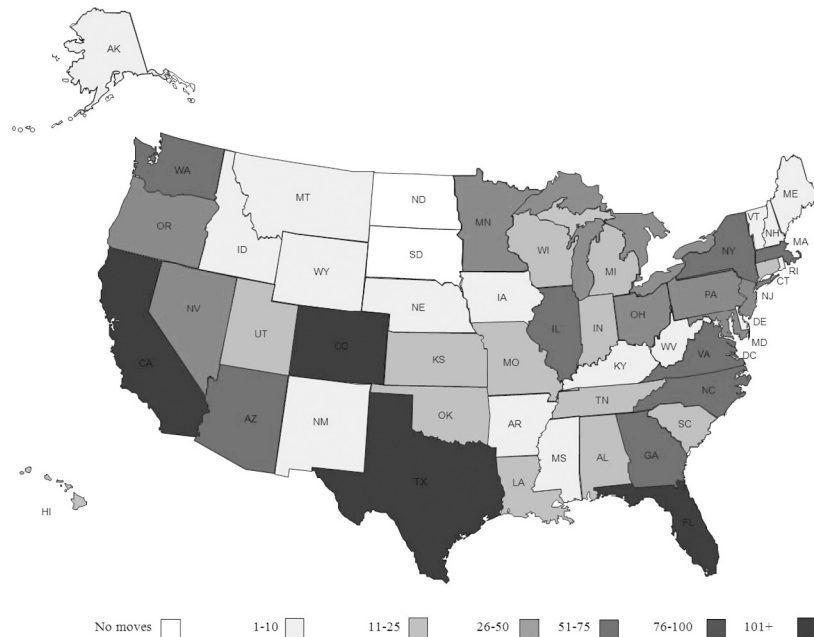 AK
WA
MT
ND
MN
ME
VT
NH
OR
ID
SD
WI
NY
MA
WY
MI
RI
CT
NE
IA
PA
NJ
NV
UT
CO
IL
IN
OH
DE
MD
CA
KS
MO
WV
VA
DC
KY
NC
AZ
NM
OK
TN
AR
SC
MS
AL
GA
TX
LA
FL
HI
No moves 1-10 11-25 26-50 51-75 76-100 101+